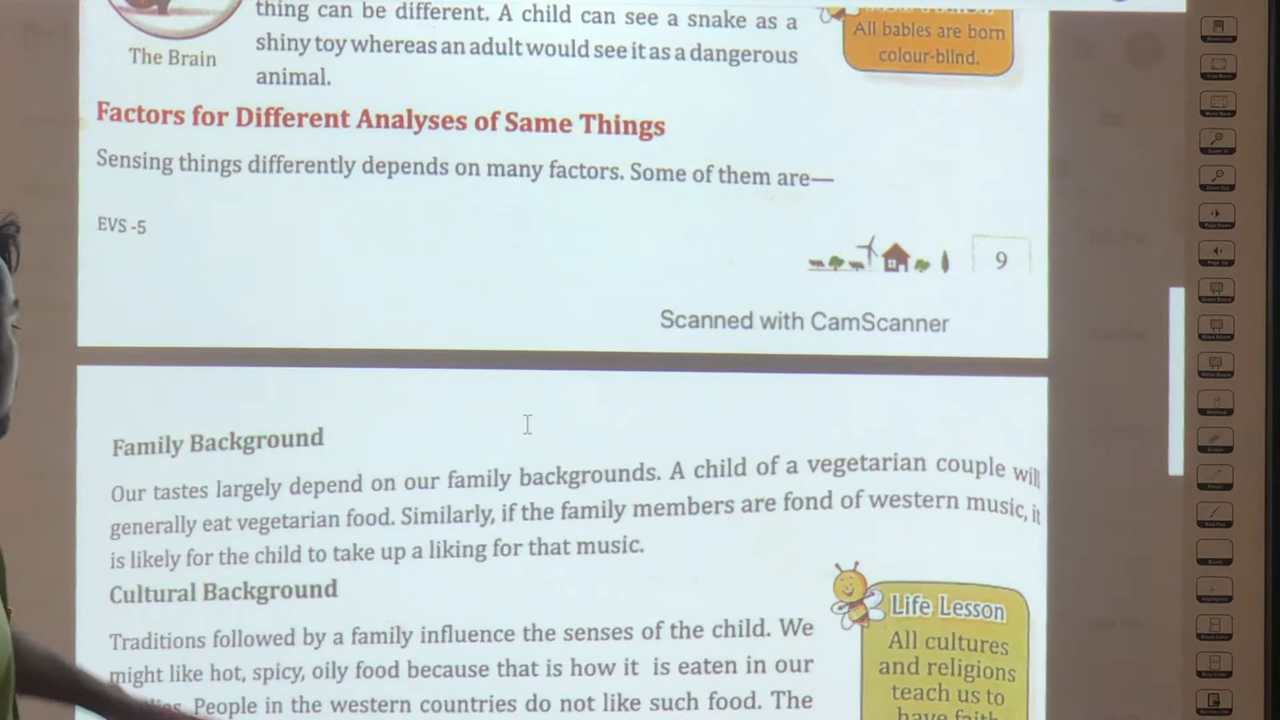 thing can be different. A child can see a snake as a
shiny toy whereas an adult would see it as a dangerous
animal.
The Brain
All bables are born
colour-blind.
Factors for Different Analyses of Same Things
Sensing things differently depends on many factors. Some of them are—
EVS -5
9
Scanned with CamScanner
Family Background
Our tastes largely depend on our family backgrounds. A child of a vegetarian couple will
generally eat vegetarian food. Similarly, if the family members are fond of western music, it
is likely for the child to take up a liking for that music.
Cultural Background
Traditions followed by a family influence the senses of the child. We
might like hot, spicy, oily food because that is how it is eaten in our
People in the western countries do not like such food. The
Life Lesson
All cultures
and religions
teach us to
have faith